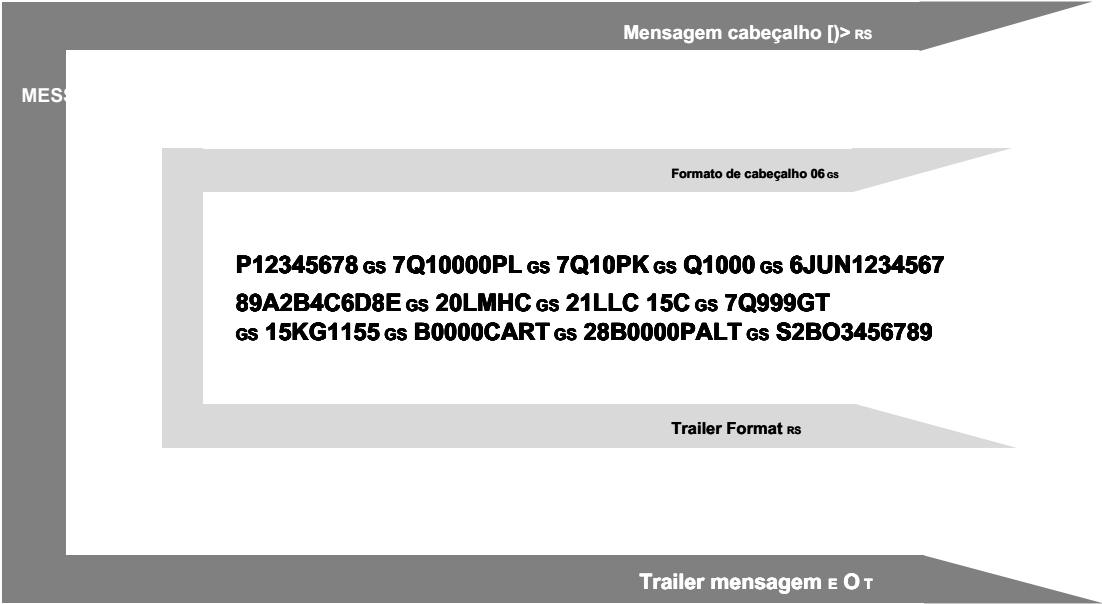 Mensagem cabeçalho [)> RS
MESS
Formato de cabeçalho 06 GS
P12345678 GS 7Q10000PL GS 7Q10PK GS Q1000 GS 6JUN1234567
89A2B4C6D8E GS 20LMHC GS 21LLC 15C GS 7Q999GT
GS 15KG1155 GS B0000CART GS 28B0000PALT GS S2BO3456789
Trailer Format RS
Trailer mensagem E O T